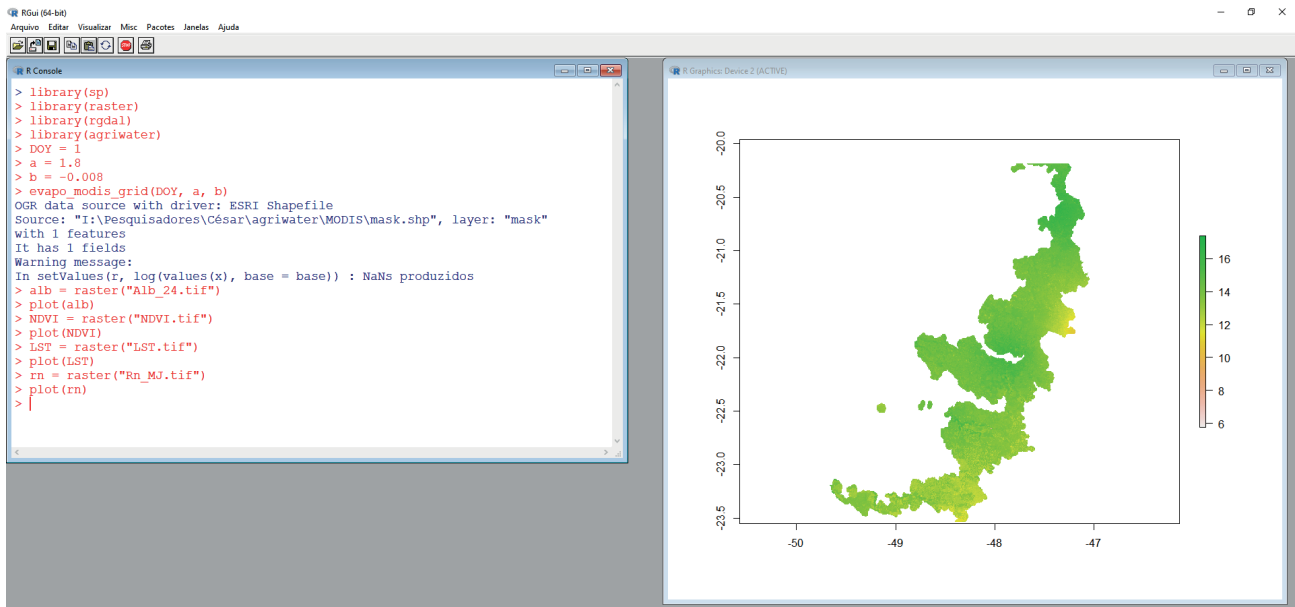 RGui (64-bit)
Arquivo Editar Visualizar Misc Pacotes Janelas Ajuda
STOP
R Console
> library(sp)
> library(raster)
> library(rgdal)
> library(agriwater)
> DOY = 1
> a = 1.8
> b = -0.008
> evapo_modis_grid(DOY, a, b)
OGR data source with driver: ESRI Shapefile
Source: "I:\Pesquisadores\César\agriwater\MODIS\mask.shp", layer: "mask"
with 1 features
It has 1 fields
Warning message:
In setValues(r, log(values(x), base = base)) : NaNs produzidos
> alb = raster("Alb_24.tif")
> plot(alb)
> NDVI = raster("NDVI.tif")
> plot(NDVI)
> LST = raster("LST.tif")
> plot(LST)
> rn = raster("Rn_MJ.tif")
> plot(rn)
>
R Graphics: Device 2 (ACTIVE)
-20.0
-20.5
-21.0
-21.5
-22.0
-22.5
-23.0
-23.5
-50 -49 -48 -47
16
14
12
10
8
6